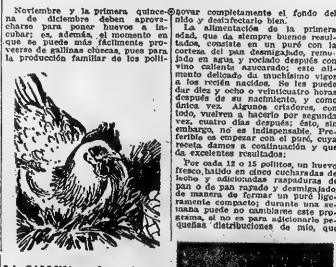 Noviembre y la primera quince-
na de diciembre deben aprove-
charse para poner huevos a in-
cubar; es, además, el momento en
que se puede más fácilmente pro-
veerse de gallinas cluecas, pues para
la producción familiar de los polli-
novar completamente el fondo del
nido y desinfectarlo bien.
La alimentación de la primera
edad, que da siempre buenos resul-
tados, consiste en un puré con la
corteza del pan desmigajado, remo-
jado en agua y rociado después con
vino caliente azucarado; este ali-
mento delicado da muchísimo vigor
a los recién nacidos. Se les puede
dar diez y ocho o veinticuatro horas
después de su nacimiento, y en
única vez. Algunos criadores, con
todo, vuelven a hacerlo por segunda
vez, cuatro días después; ésto, sin
embargo, no es indispensable. Pre-
ferible es empezar con el puré, cuya
receta damos a continuación y que
da excelentes resultados:
Por cada 12 o 15 pollitos, un huevo
fresco, batido en cinco cucharadas de
leche y adicionadas raspaduras de
pan o de pan rayado y desmigajado
de manera de formar un puré lige-
ramente compacto; durante una se-
mana puede no cambiarse este pro-
grama, si no es para adicionarle pe-
queñas distribuciones de mijo, que